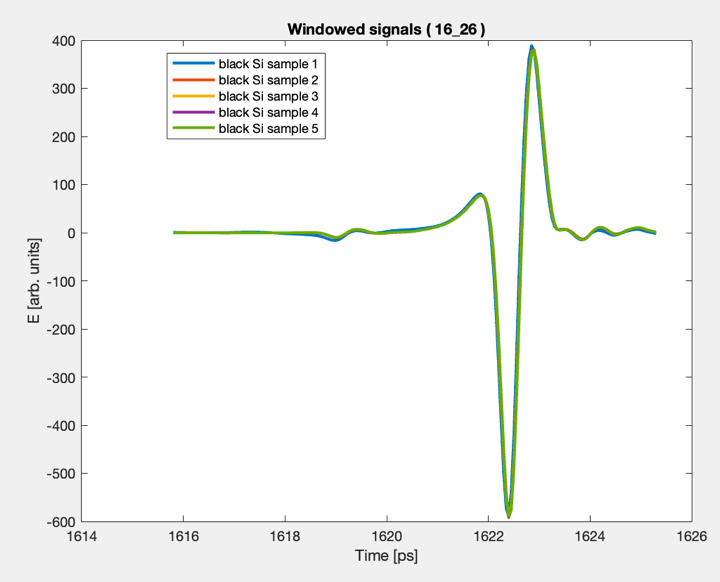 Windowed signals ( 16_26 )
400
300
200
100
0
-100
-200
-300
-400
-500
-600
E [arb. units]
black Si sample 1
black Si sample 2
black Si sample 3
black Si sample 4
black Si sample 5
1614 1616 1618 1620 1622 1624 1626
Time [ps]